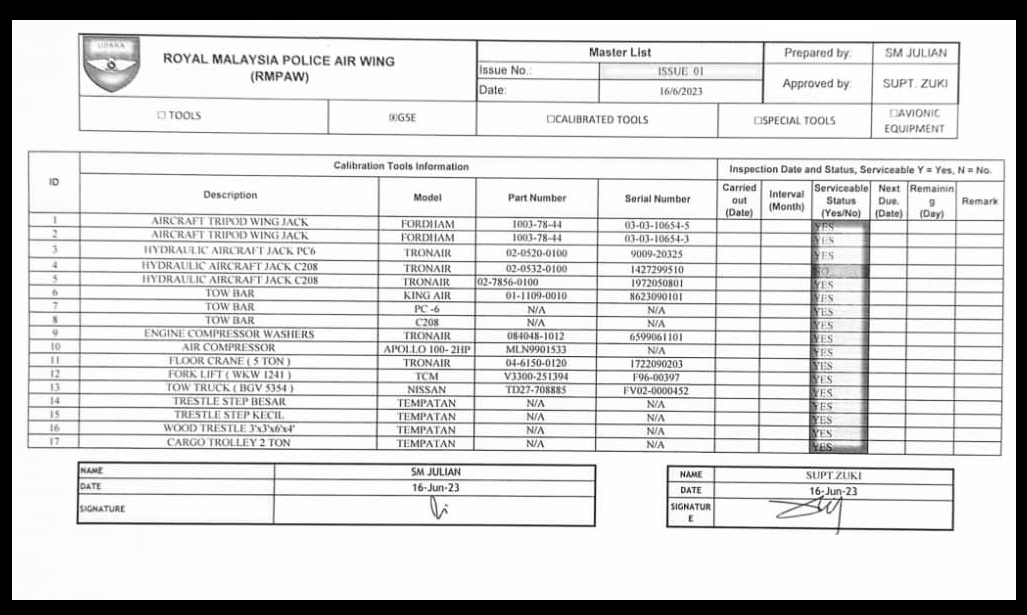 UDARA
ROYAL MALAYSIA POLICE AIR WING
(RMPAW)
Master List
Issue No.: ISSUE 01
Date: 16/6/2023
Prepared by: SM JULIAN
Approved by: SUPT. ZUKI
☐ TOOLS ☒GSE ☐CALIBRATED TOOLS ☐SPECIAL TOOLS ☐AVIONIC EQUIPMENT
ID Calibration Tools Information Inspection Date and Status, Serviceable Y = Yes, N = No.
Description Model Part Number Serial Number Carried out (Date) Interval (Month) Serviceable Status (Yes/No) Next Due. (Date) Remaining (Day) Remark
1 AIRCRAFT TRIPOD WING JACK FORDHAM 1003-78-44 03-03-10654-5 YES
2 AIRCRAFT TRIPOD WING JACK FORDHAM 1003-78-44 03-03-10654-3 YES
3 HYDRAULIC AIRCRAFT JACK PC6 TRONAIR 02-0520-0100 9009-20325 YES
4 HYDRAULIC AIRCRAFT JACK C208 TRONAIR 02-0532-0100 1427299510 NO
5 HYDRAULIC AIRCRAFT JACK C208 TRONAIR 02-7856-0100 1972050801 YES
6 TOW BAR KING AIR 01-1109-0010 8623090101 YES
7 TOW BAR PC -6 N/A N/A YES
8 TOW BAR C208 N/A N/A YES
9 ENGINE COMPRESSOR WASHERS TRONAIR 084048-1012 6599061101 YES
10 AIR COMPRESSOR APOLLO 100- 2HP MLN9901533 N/A YES
11 FLOOR CRANE ( 5 TON ) TRONAIR 04-6150-0120 1722090203 YES
12 FORK LIFT ( WKW 1241 ) TCM V3300-251394 F96-00397 YES
13 TOW TRUCK ( BGV 5354 ) NISSAN TD27-708885 FV02-0000452 YES
14 TRESTLE STEP BESAR TEMPATAN N/A N/A YES
15 TRESTLE STEP KECIL TEMPATAN N/A N/A YES
16 WOOD TRESTLE 3'x3'x6'x4' TEMPATAN N/A N/A YES
17 CARGO TROLLEY 2 TON TEMPATAN N/A N/A YES
NAME SM JULIAN
DATE 16-Jun-23
SIGNATURE
NAME SUPT.ZUKI
DATE 16-Jun-23
SIGNATURE